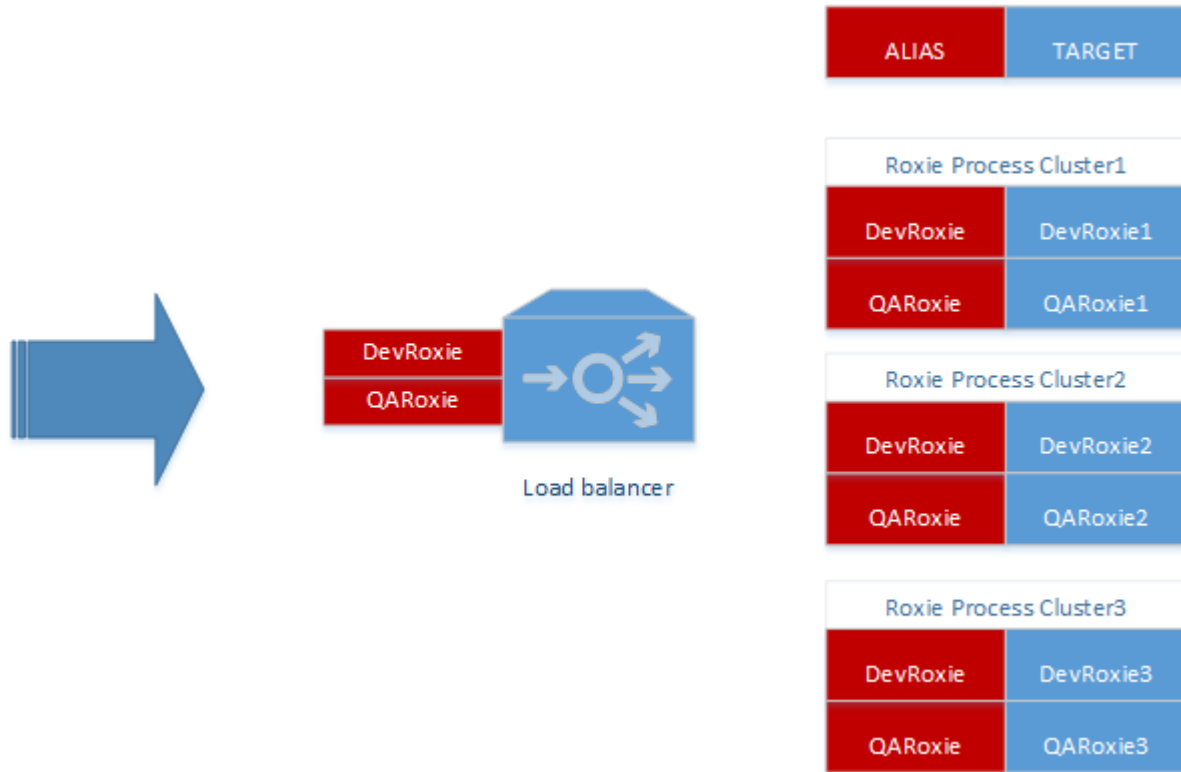 ALIAS TARGET
Roxie Process Cluster1
DevRoxie DevRoxie1
QARoxie QARoxie1
DevRoxie
QARoxie
Load balancer
Roxie Process Cluster2
DevRoxie DevRoxie2
QARoxie QARoxie2
Roxie Process Cluster3
DevRoxie DevRoxie3
QARoxie QARoxie3